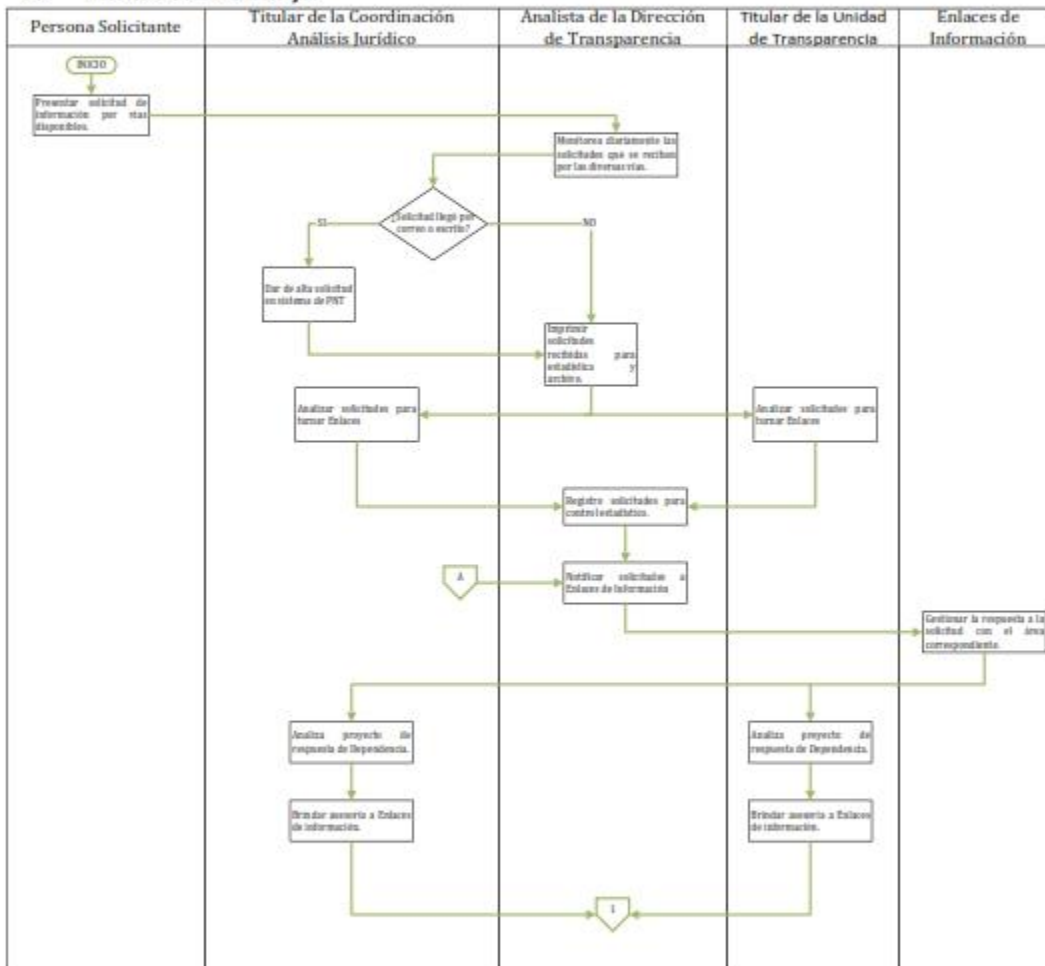 Persona Solicitante
Titular de la Coordinación
Análisis Jurídico
Analista de la Dirección
de Transparencia
Titular de la Unidad
de Transparencia
Enlaces de
Información
INICIO
Presentar solicitud de
información por vías
disponibles.
Monitorea diariamente las
solicitudes que se reciban
por las diversas vías.
¿Solicitud llegó por
correo o escrito?
SI
NO
Dar de alta solicitud
en sistema de PNT
Imprimir
solicitudes
recibidas para
estadística y
archivo.
Analizar solicitudes para
turnar Enlaces
Analizar solicitudes para
turnar Enlaces
Registro solicitudes para
control estadístico.
A
Notificar solicitudes a
Enlaces de Información
Gestionar la respuesta a la
solicitud con el área
correspondiente.
Analiza proyecto de
respuesta de Dependencia.
Analiza proyecto de
respuesta de Dependencia.
Brindar asesoría a Enlaces
de información.
Brindar asesoría a Enlaces
de información.
1